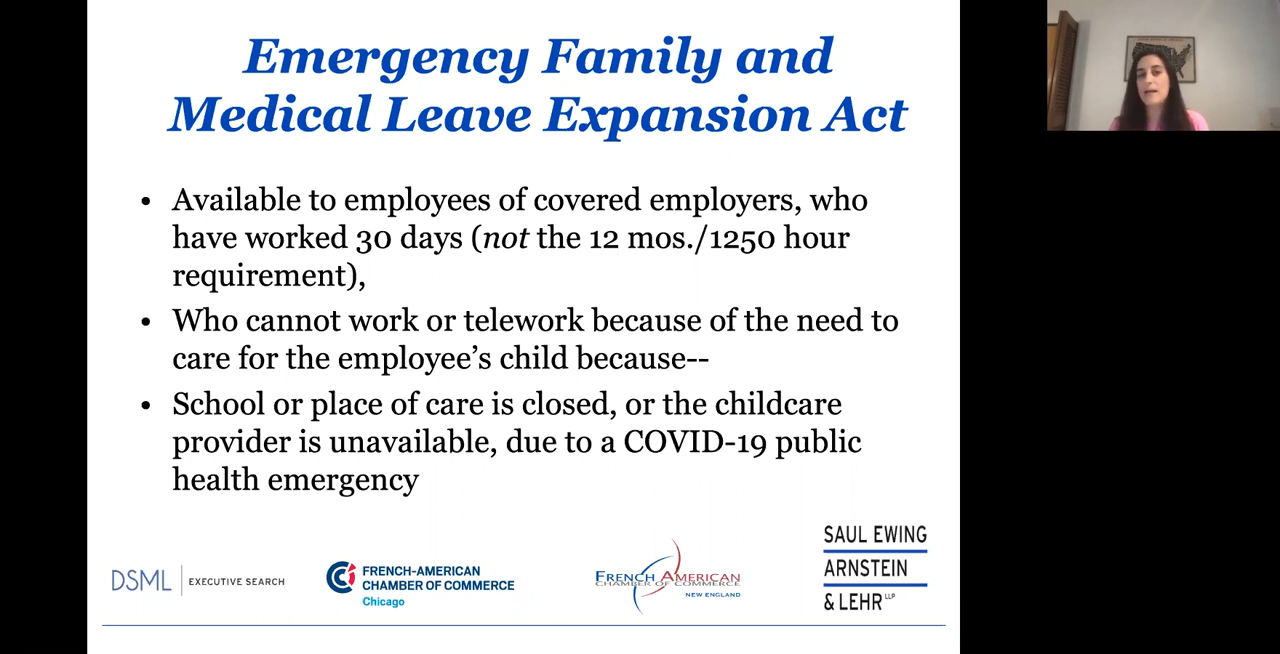 Emergency Family and
Medical Leave Expansion Act
• Available to employees of covered employers, who
have worked 30 days (not the 12 mos./1250 hour
requirement),
• Who cannot work or telework because of the need to
care for the employee’s child because--
• School or place of care is closed, or the childcare
provider is unavailable, due to a COVID-19 public
health emergency
DSML EXECUTIVE SEARCH
FRENCH-AMERICAN
CHAMBER OF COMMERCE
Chicago
FRENCH AMERICAN
CHAMBER OF COMMERCE
NEW ENGLAND
SAUL EWING
ARNSTEIN
& LEHR LLP